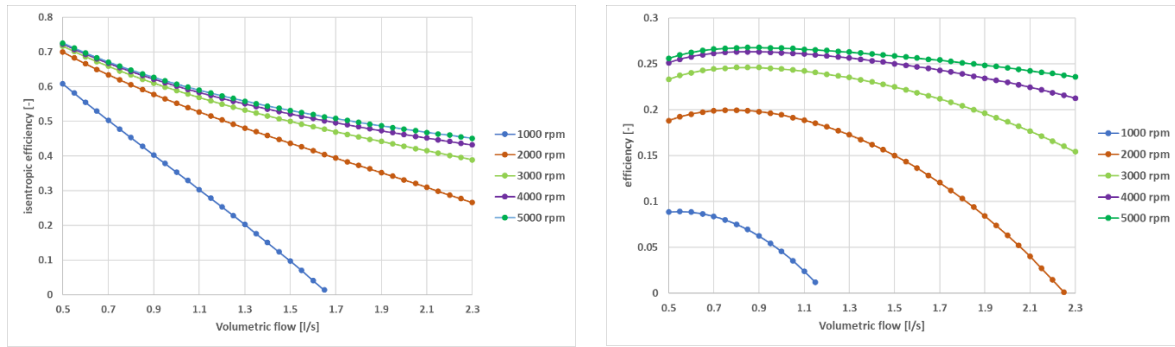 0.8
0.7
0.6
0.5
0.4
0.3
0.2
0.1
0
isentropic efficiency [-]
0.5 0.7 0.9 1.1 1.3 1.5 1.7 1.9 2.1 2.3
Volumetric flow [l/s]
1000 rpm
2000 rpm
3000 rpm
4000 rpm
5000 rpm
0.3
0.25
0.2
0.15
0.1
0.05
0
efficiency [-]
0.5 0.7 0.9 1.1 1.3 1.5 1.7 1.9 2.1 2.3
Volumetric flow [l/s]
1000 rpm
2000 rpm
3000 rpm
4000 rpm
5000 rpm